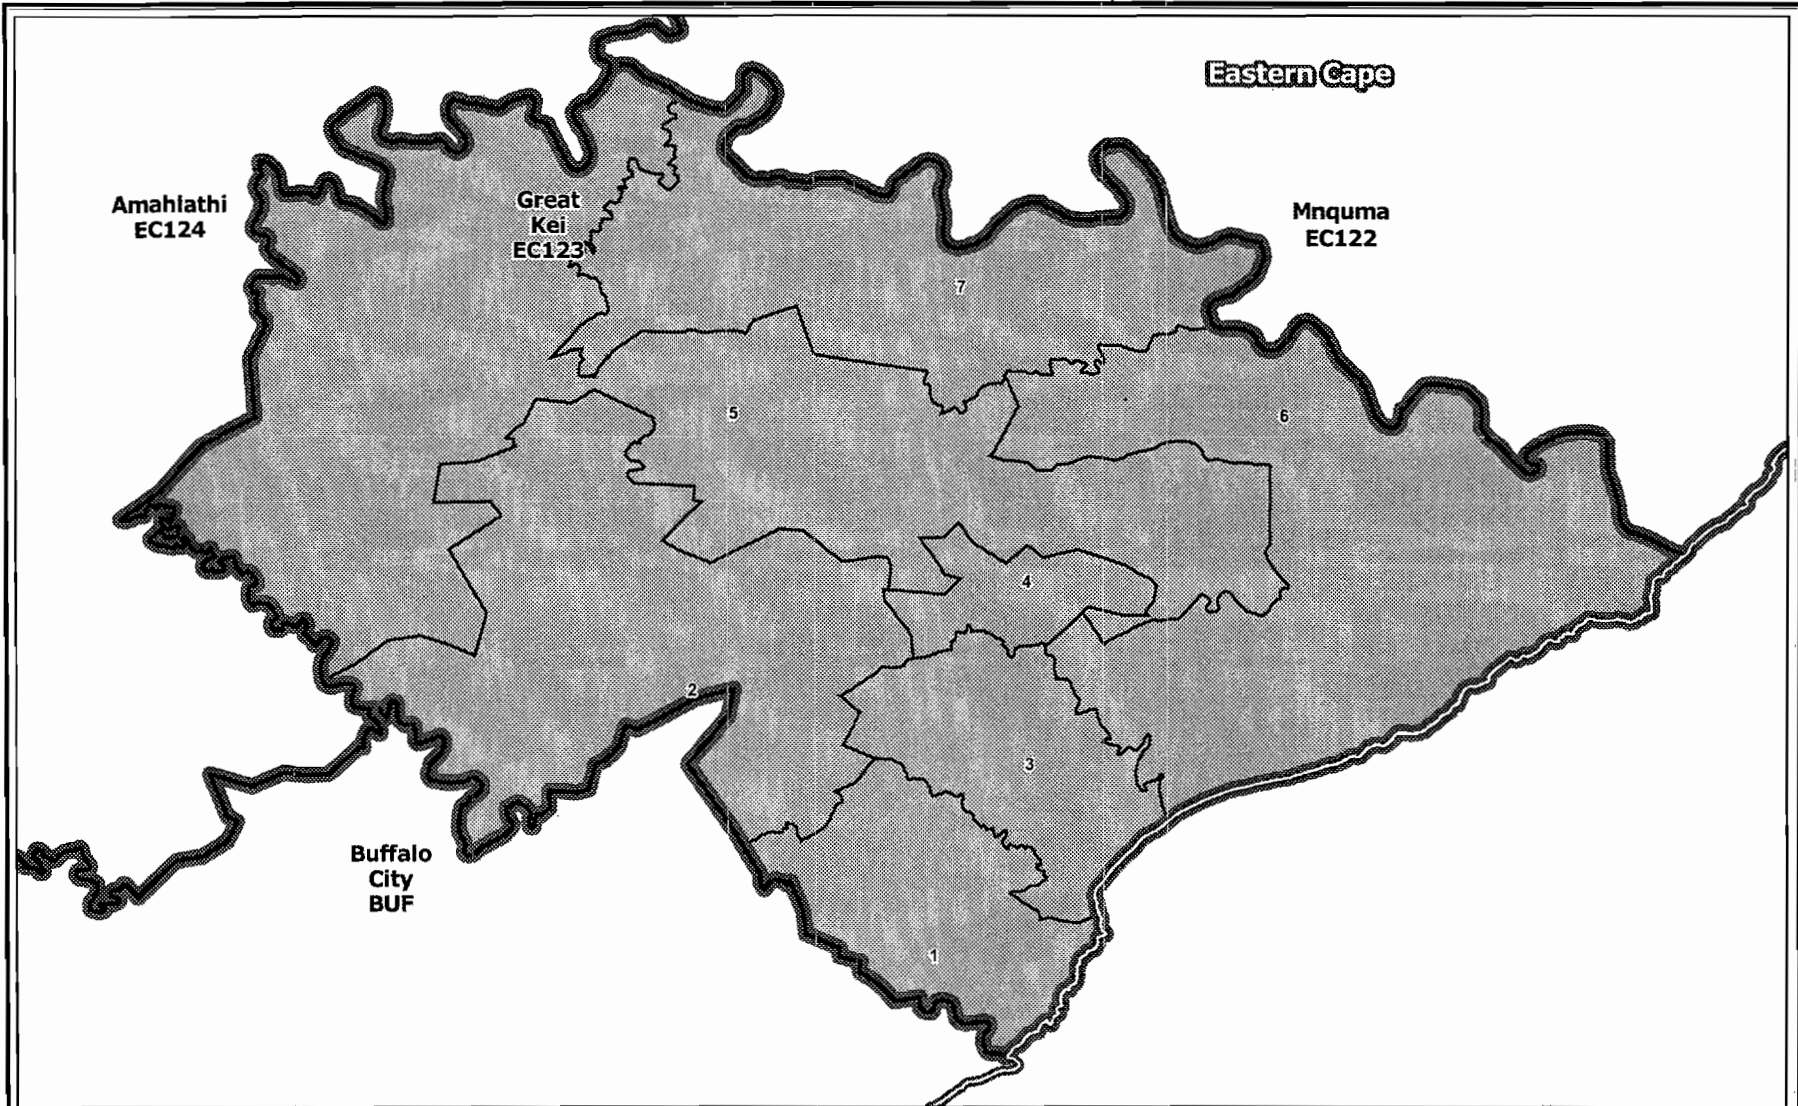 Eastern Cape
Amahlathi
EC124
Great
Kei
EC123
Mnquma
EC122
7
5
6
4
2
3
Buffalo
City
BUF
1